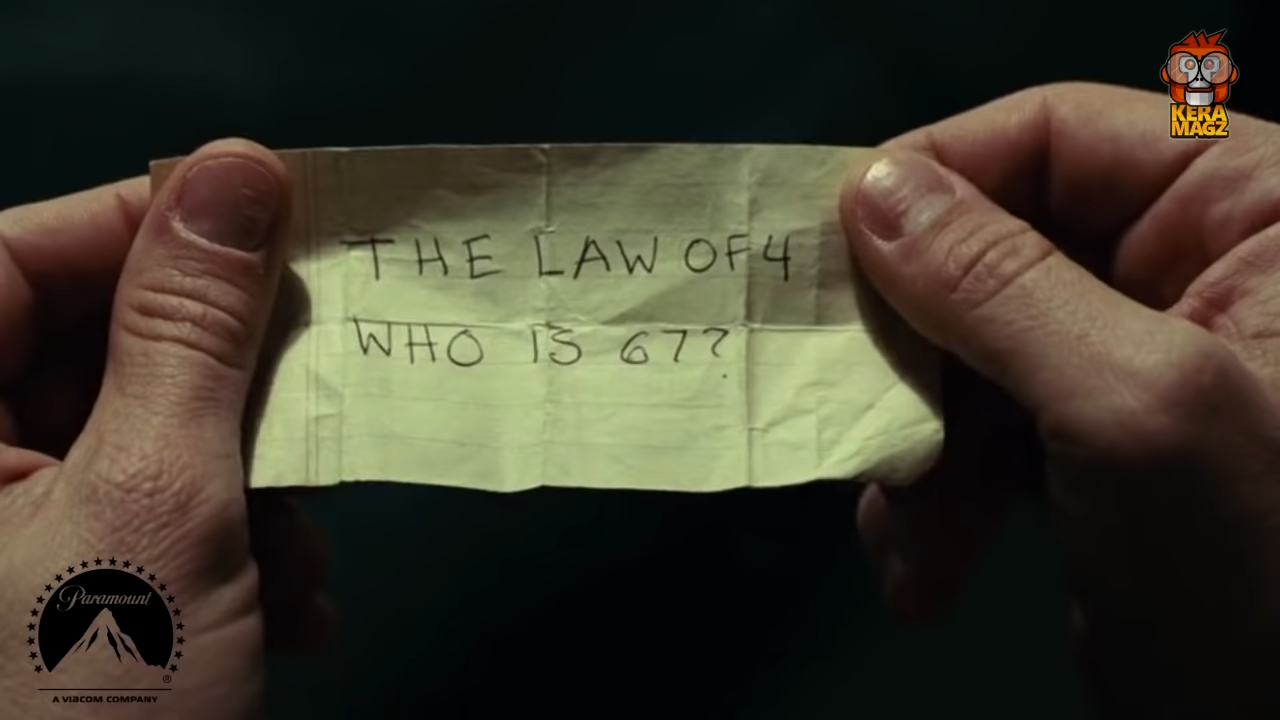 THE LAW OF 4
WHO IS 67?
KERA
MAGZ
Paramount
®
A VIACOM COMPANY